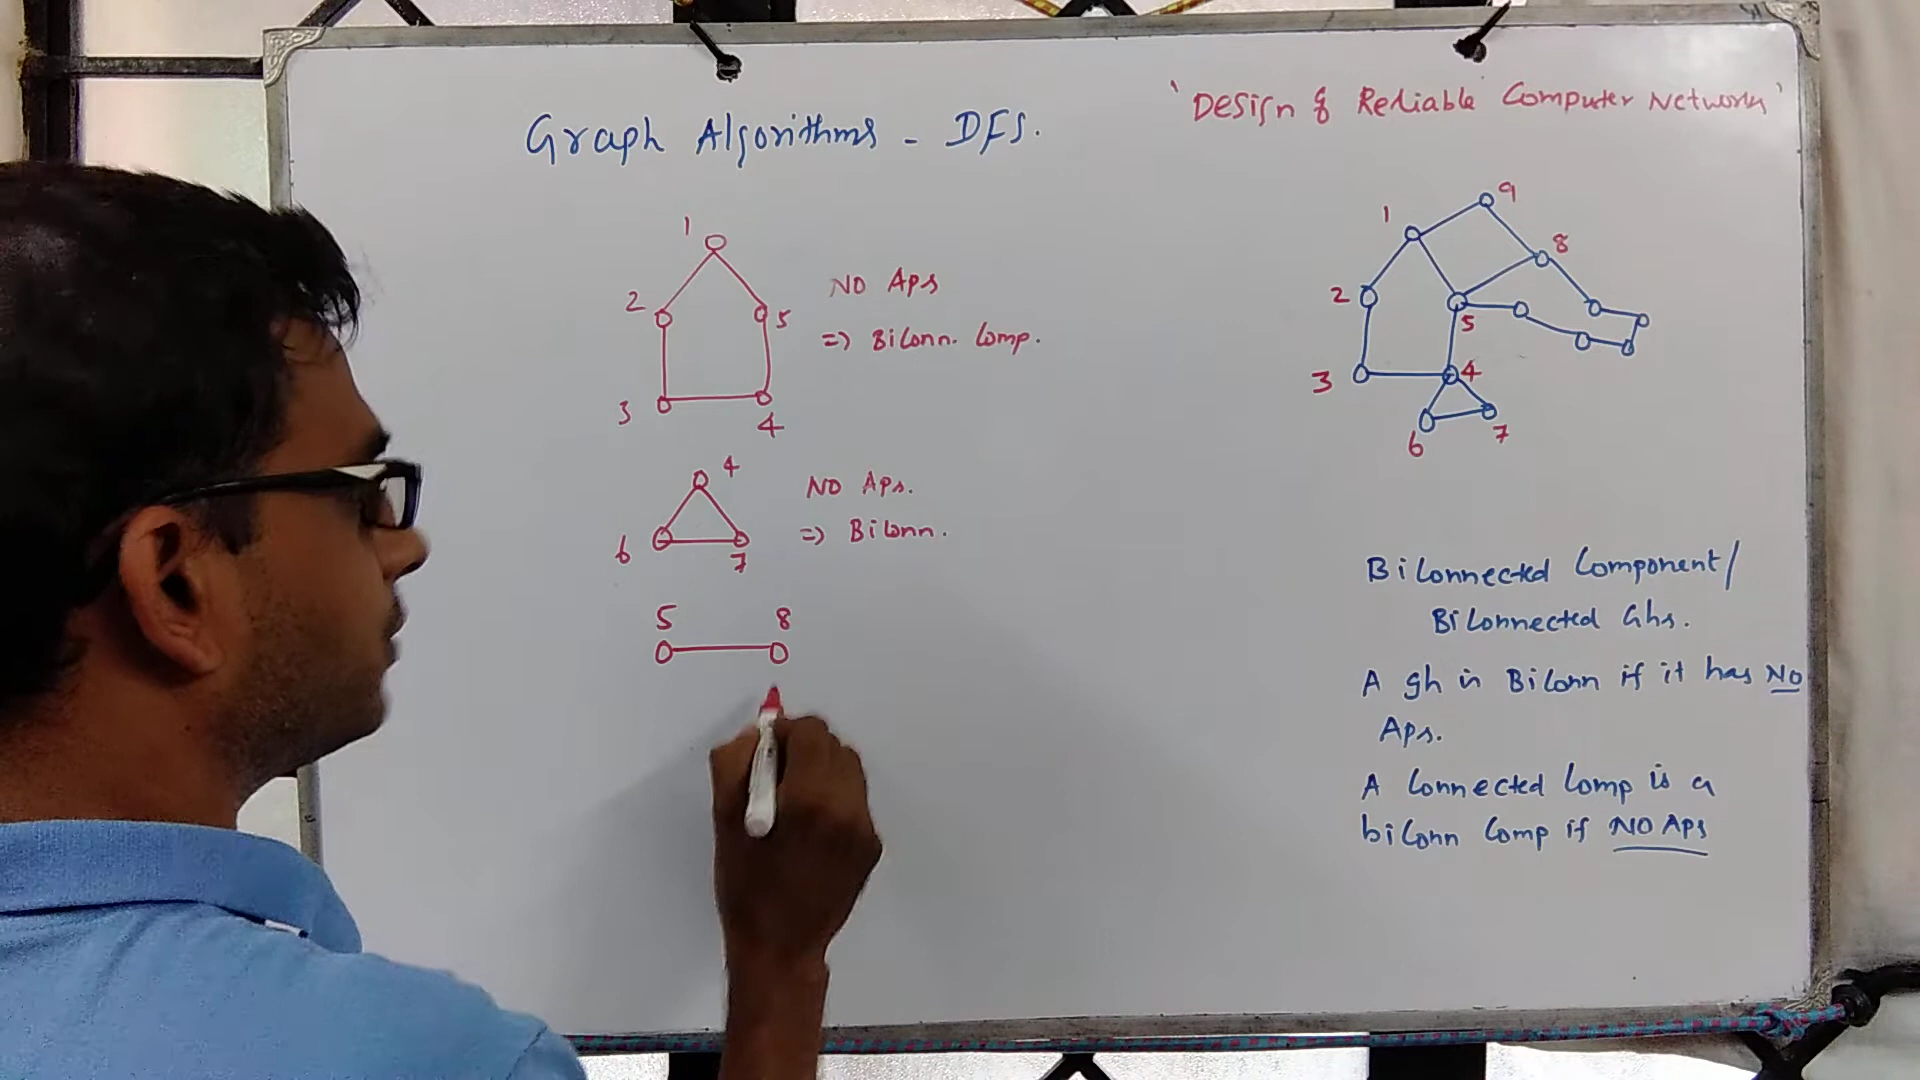 Graph Algorithms - DFS.
'Design of Reliable Computer Networks'
1
2
5
3
4
NO Aps
=> BiConn. Comp.
4
6
7
NO Aps.
=> BiConn.
5 8
9
1
8
2
5
3
4
6
7
BiConnected Component/
BiConnected Ghs.
A gh is BiConn if it has NO
Aps.
A Connected Comp is a
biConn Comp if NO APs